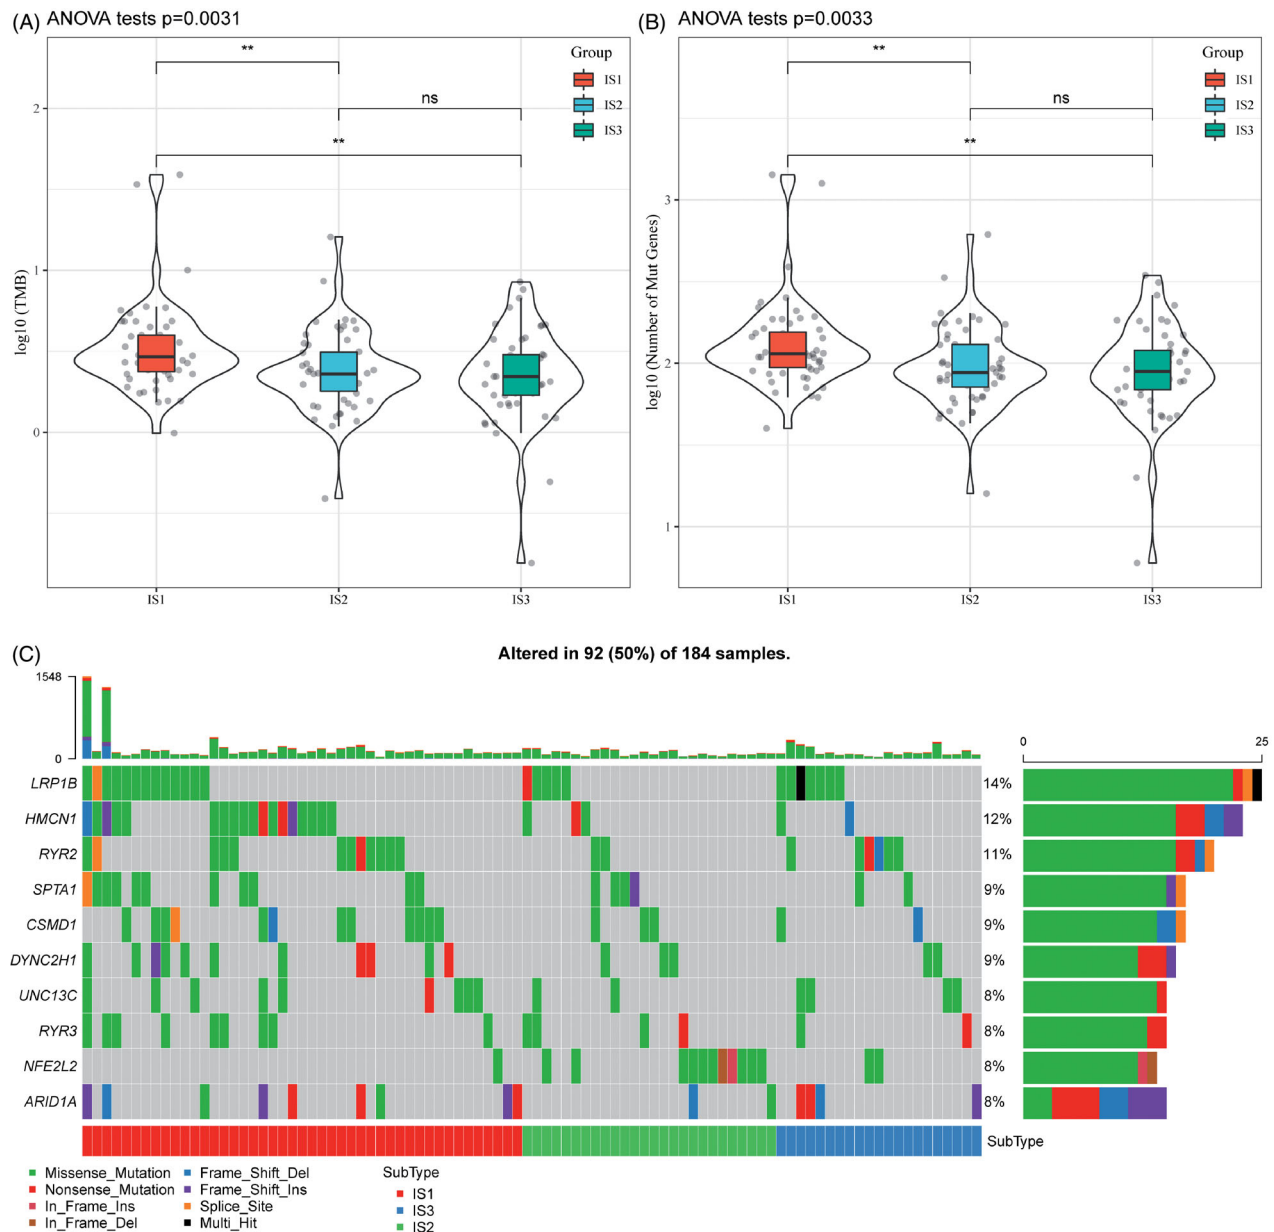 (A) ANOVA tests p=0.0031
Group
IS1
IS2
IS3
**
ns
**
2
1
0
log10 (TMB)
IS1 IS2 IS3
(B) ANOVA tests p=0.0033
Group
IS1
IS2
IS3
**
ns
**
3
2
1
log10 (Number of Mut Genes)
IS1 IS2 IS3
(C)
Altered in 92 (50%) of 184 samples.
1548
0
0 25
LRP1B 14%
HMCN1 12%
RYR2 11%
SPTA1 9%
CSMD1 9%
DYNC2H1 9%
UNC13C 8%
RYR3 8%
NFE2L2 8%
ARID1A 8%
SubType
Missense_Mutation
Nonsense_Mutation
In_Frame_Ins
In_Frame_Del
Frame_Shift_Del
Frame_Shift_Ins
Splice_Site
Multi_Hit
SubType
IS1
IS3
IS2